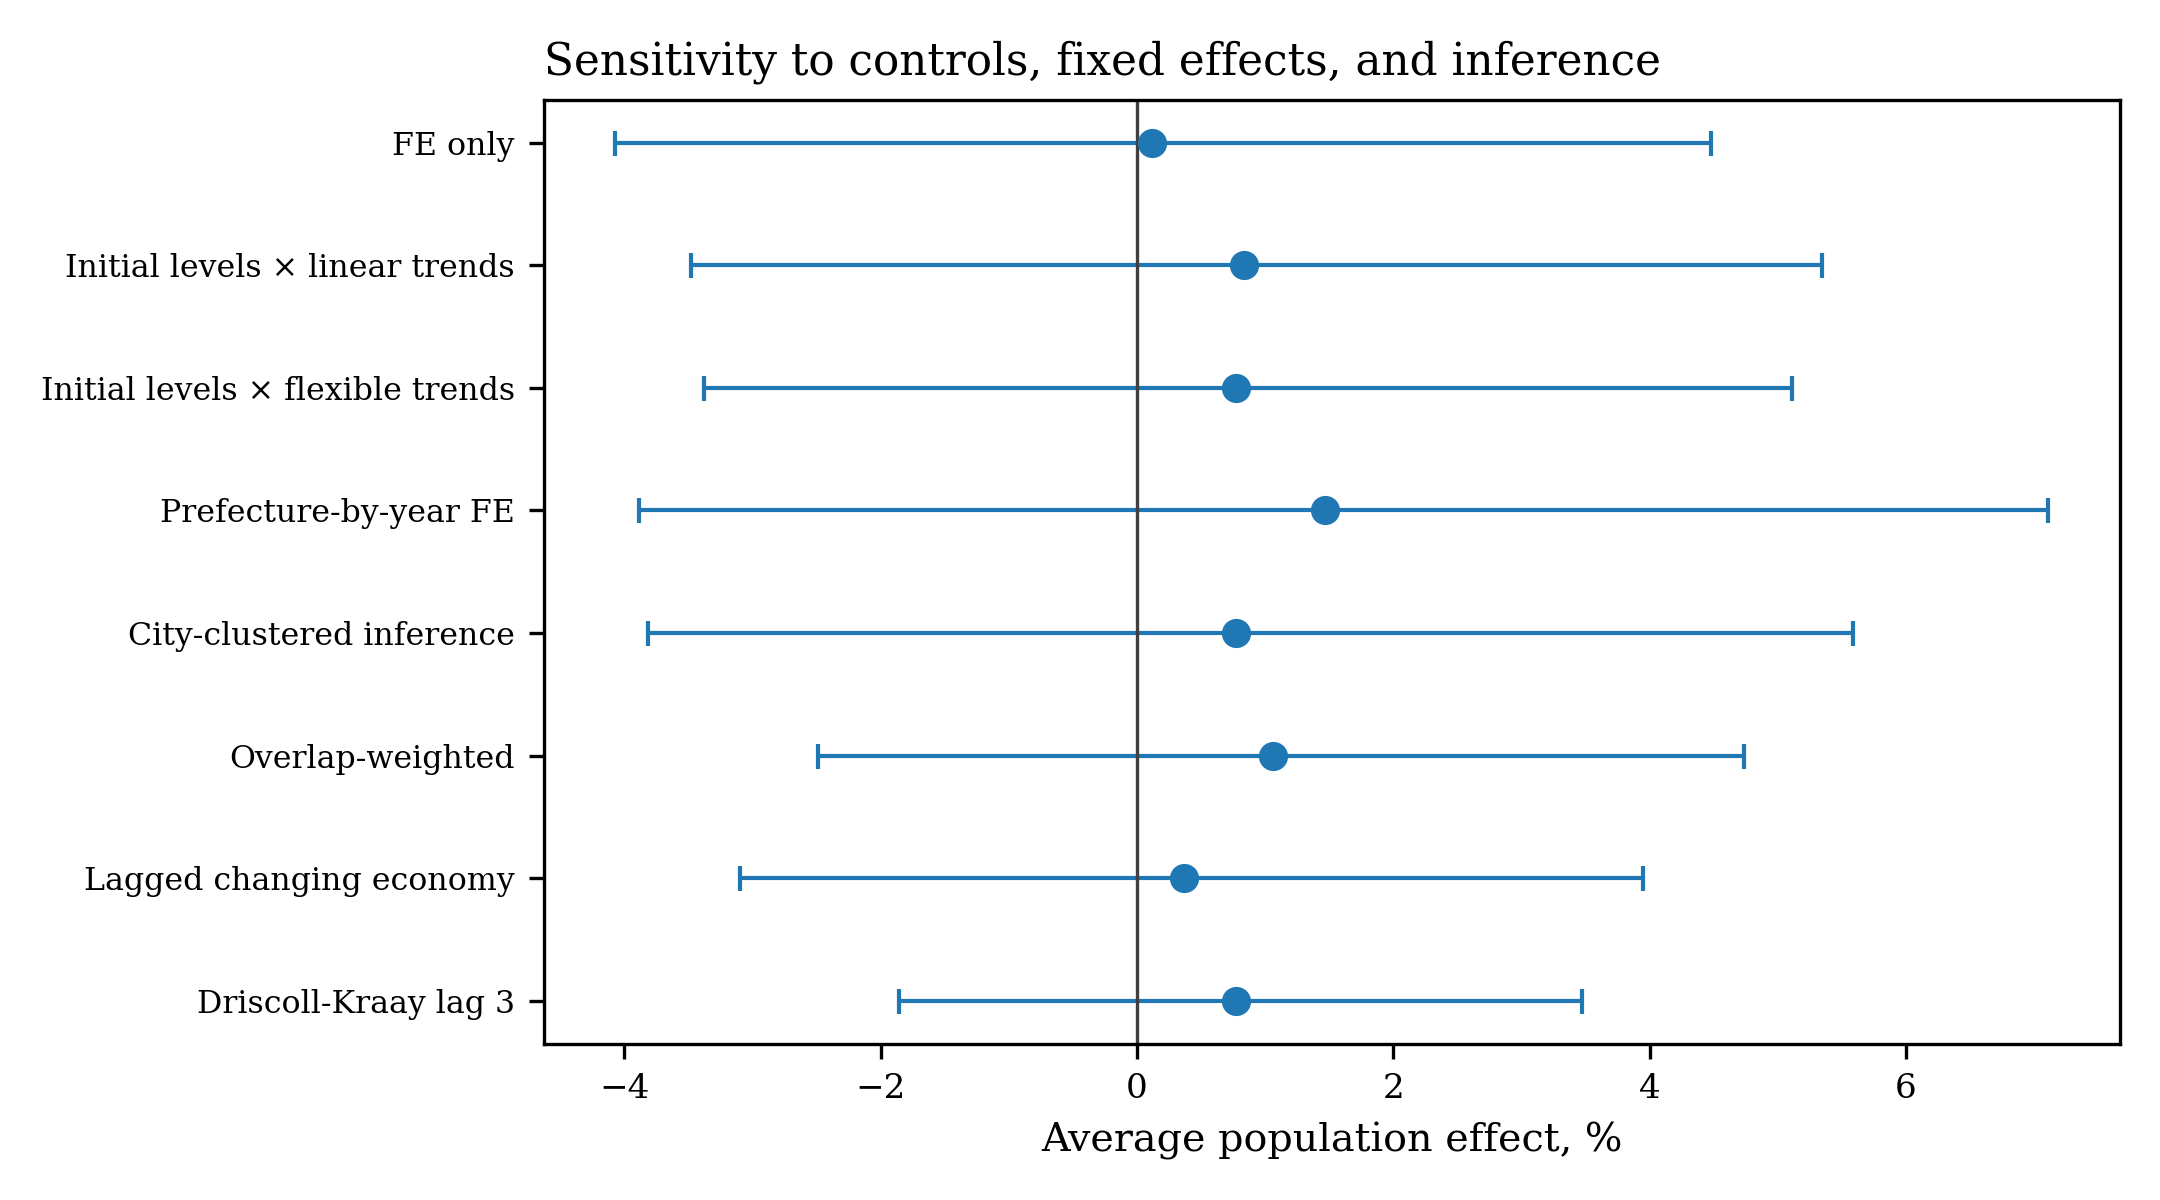 Sensitivity to controls, fixed effects, and inference
FE only
Initial levels × linear trends
Initial levels × flexible trends
Prefecture-by-year FE
City-clustered inference
Overlap-weighted
Lagged changing economy
Driscoll-Kraay lag 3
−4 −2 0 2 4 6
Average population effect, %